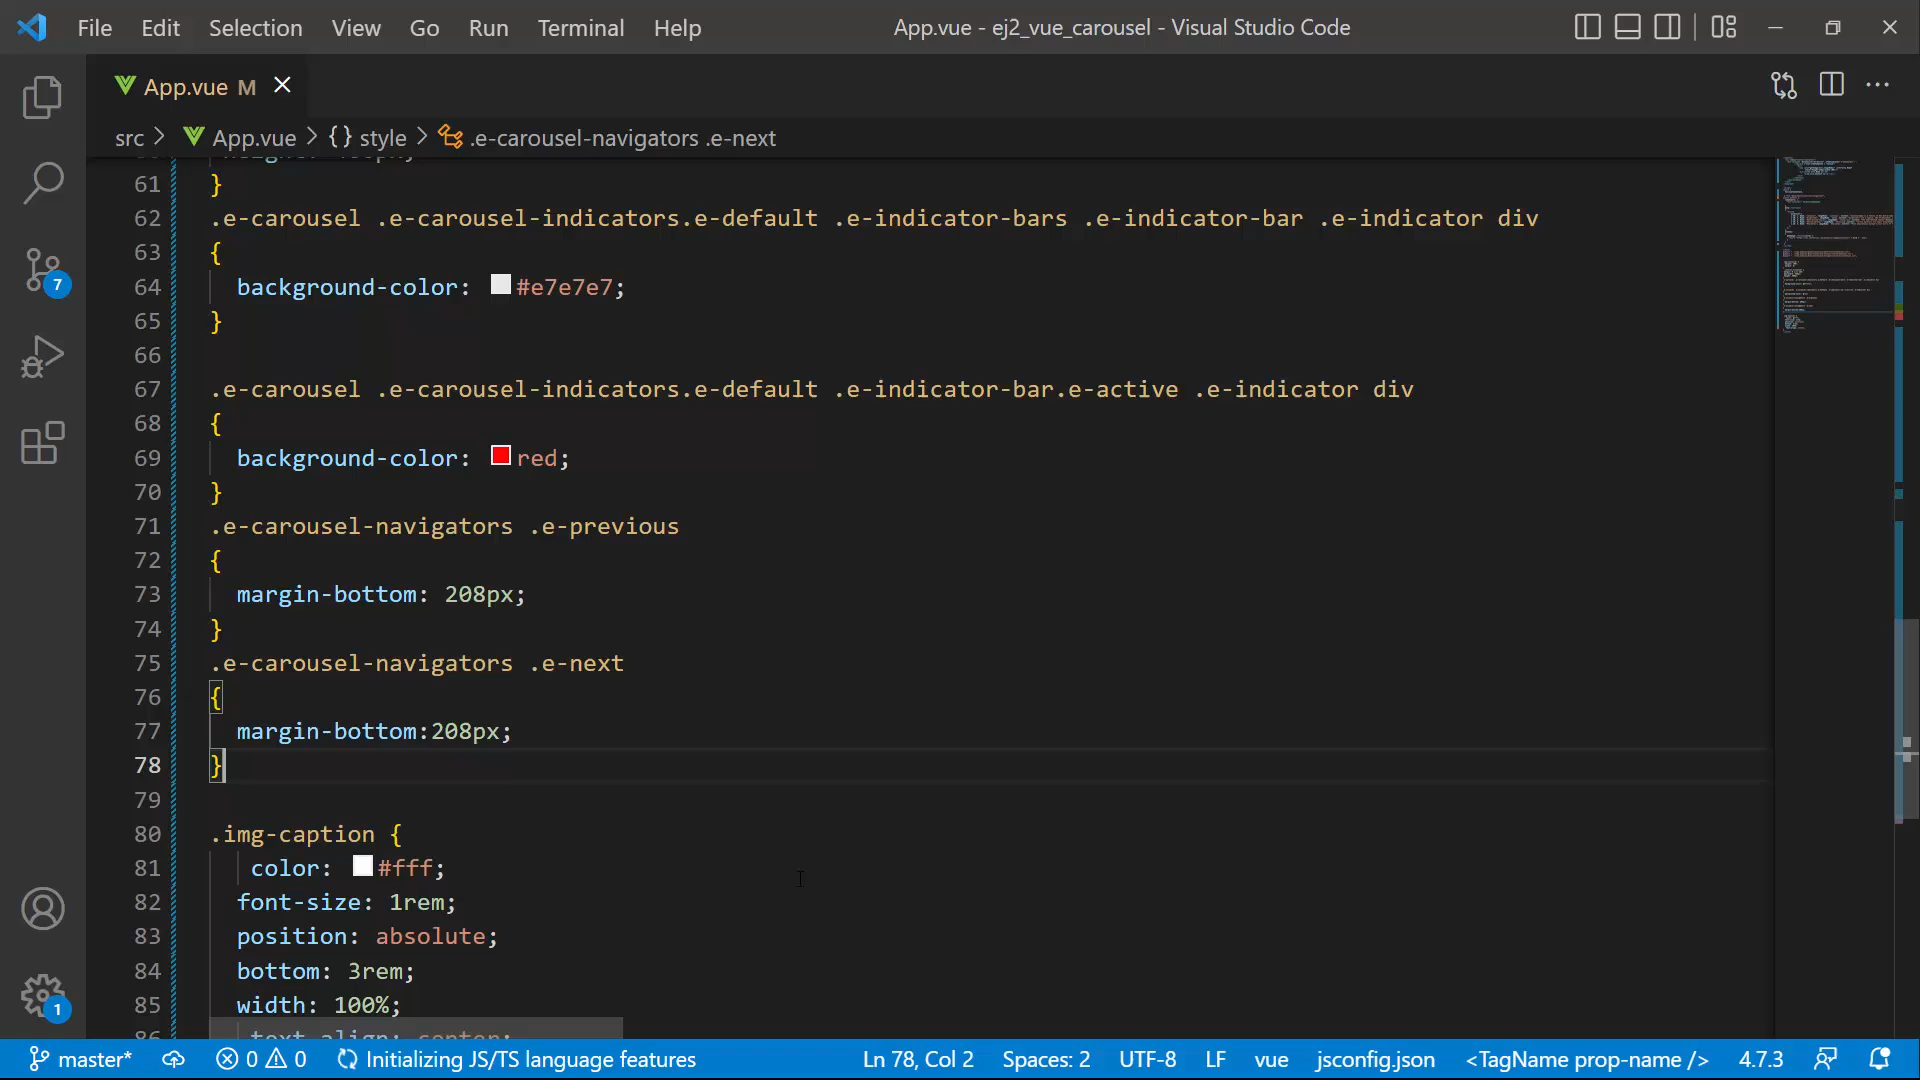 File Edit Selection View Go Run Terminal Help App.vue - ej2_vue_carousel - Visual Studio Code
App.vue M
src App.vue {} style .e-carousel-navigators .e-next
61 }
62 .e-carousel .e-carousel-indicators.e-default .e-indicator-bars .e-indicator-bar .e-indicator div
63 {
64 background-color: #e7e7e7;
65 }
66
67 .e-carousel .e-carousel-indicators.e-default .e-indicator-bar.e-active .e-indicator div
68 {
69 background-color: red;
70 }
71 .e-carousel-navigators .e-previous
72 {
73 margin-bottom: 208px;
74 }
75 .e-carousel-navigators .e-next
76 {
77 margin-bottom:208px;
78 }
79
80 .img-caption {
81 color: #fff;
82 font-size: 1rem;
83 position: absolute;
84 bottom: 3rem;
85 width: 100%;
86 text-align: center;
7
1
master* 0 0 Initializing JS/TS language features Ln 78, Col 2 Spaces: 2 UTF-8 LF vue jsconfig.json <TagName prop-name /> 4.7.3